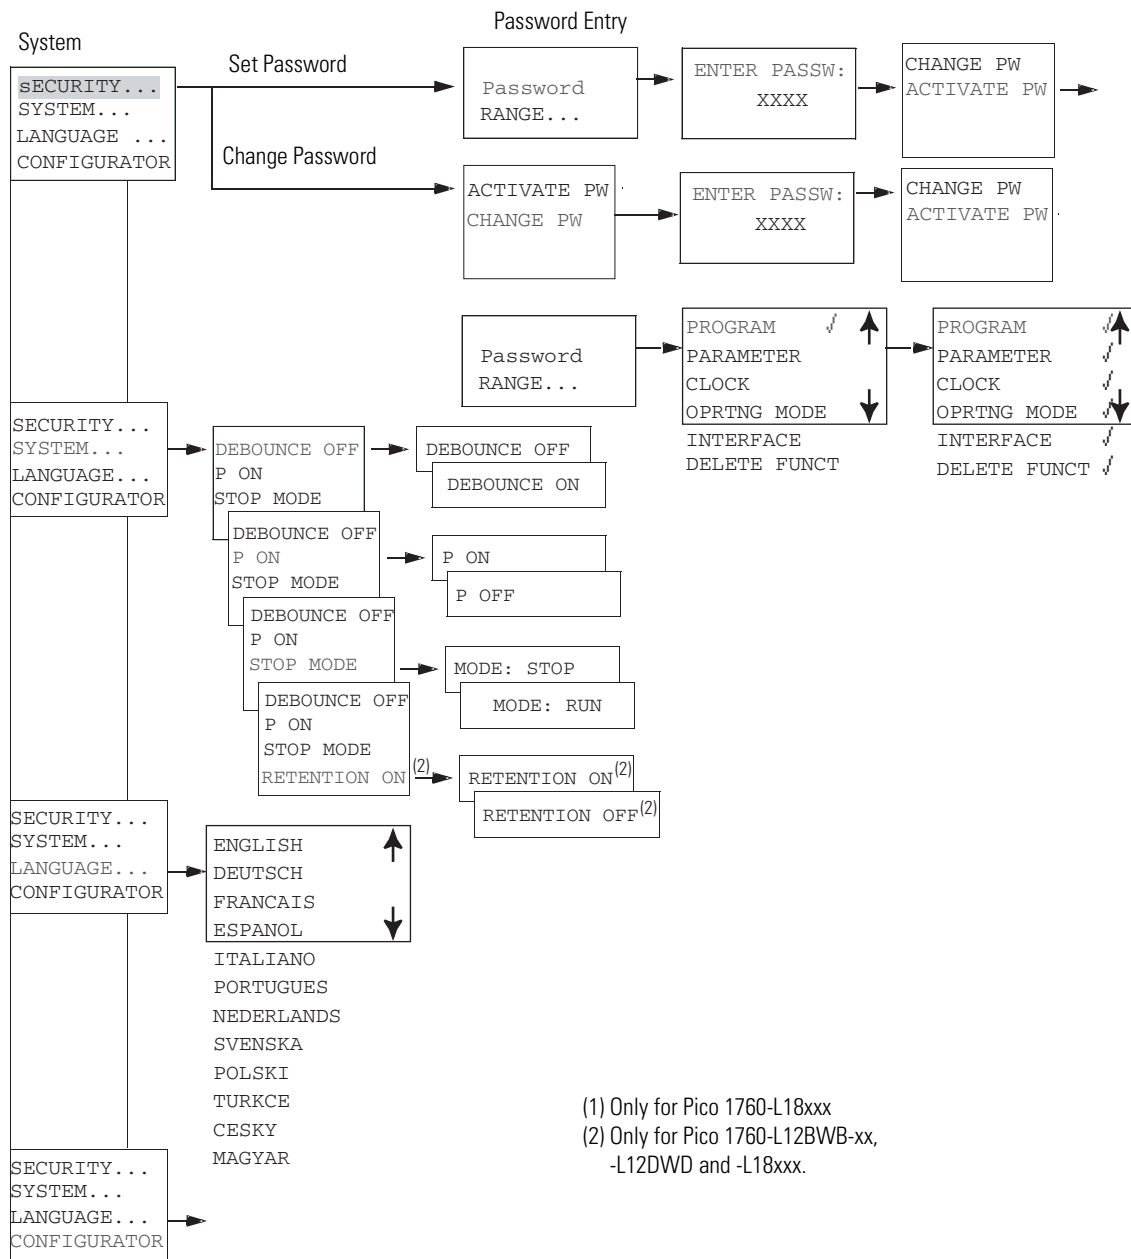 Password Entry
System
Set Password
sECURITY...
SYSTEM...
LANGUAGE ...
CONFIGURATOR
Password
RANGE...
ENTER PASSW:
XXXX
CHANGE PW
ACTIVATE PW
Change Password
ACTIVATE PW
CHANGE PW
ENTER PASSW:
XXXX
CHANGE PW
ACTIVATE PW
Password
RANGE...
PROGRAM √
PARAMETER
CLOCK
OPRTNG MODE
INTERFACE
DELETE FUNCT
PROGRAM √
PARAMETER √
CLOCK √
OPRTNG MODE √
INTERFACE √
DELETE FUNCT √
SECURITY...
SYSTEM...
LANGUAGE...
CONFIGURATOR
DEBOUNCE OFF
P ON
STOP MODE
DEBOUNCE OFF
DEBOUNCE ON
DEBOUNCE OFF
P ON
STOP MODE
P ON
P OFF
DEBOUNCE OFF
P ON
STOP MODE
MODE: STOP
MODE: RUN
DEBOUNCE OFF
P ON
STOP MODE
RETENTION ON (2)
RETENTION ON(2)
RETENTION OFF(2)
SECURITY...
SYSTEM...
LANGUAGE...
CONFIGURATOR
ENGLISH
DEUTSCH
FRANCAIS
ESPANOL
ITALIANO
PORTUGUES
NEDERLANDS
SVENSKA
POLSKI
TURKCE
CESKY
MAGYAR
(1) Only for Pico 1760-L18xxx
(2) Only for Pico 1760-L12BWB-xx,
-L12DWD and -L18xxx.
SECURITY...
SYSTEM...
LANGUAGE...
CONFIGURATOR